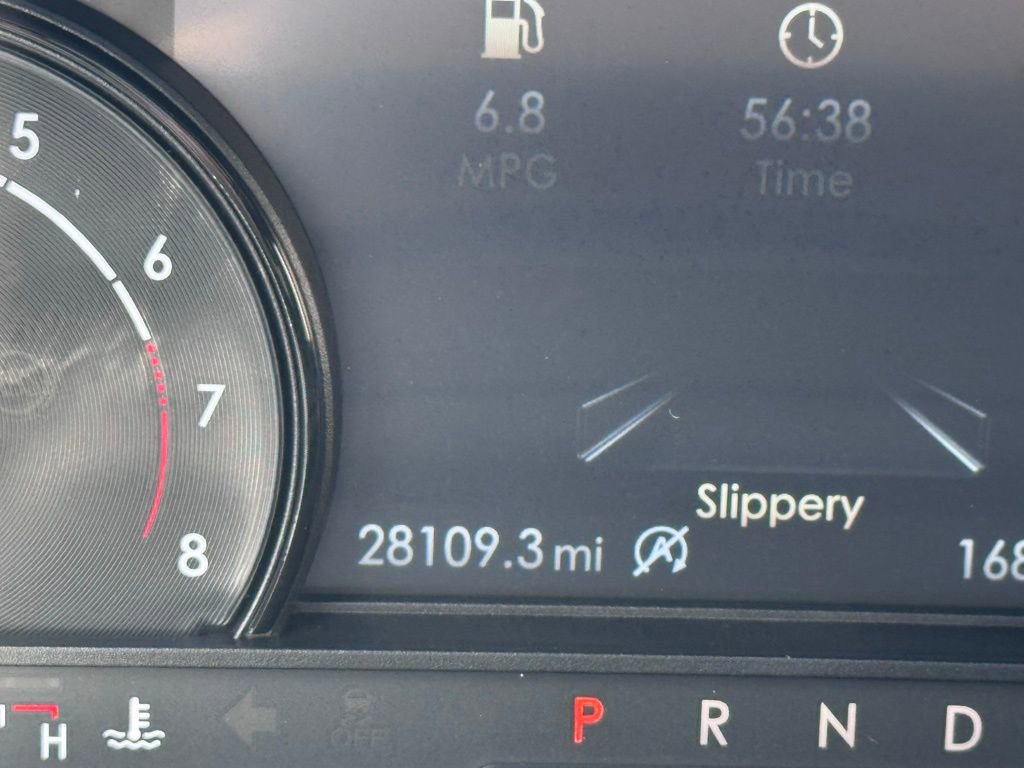 5
6
7
8
6.8
MPG
56:38
Time
Slippery
28109.3 mi
A
168
H
OFF
P R N D